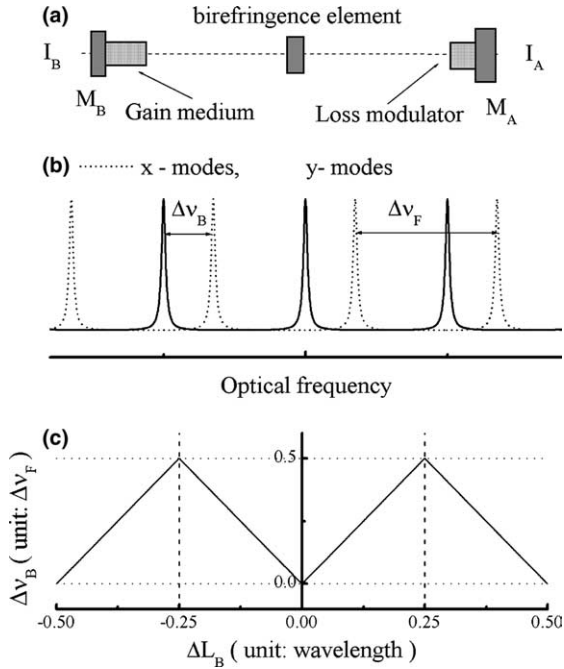 (a) birefringence element
I_B I_A
M_B Gain medium Loss modulator M_A
(b) x - modes, y- modes
Δν_B Δν_F
Optical frequency
(c)
0.5
0.0
Δν_B ( unit: Δν_F )
-0.50 -0.25 0.00 0.25 0.50
ΔL_B ( unit: wavelength )